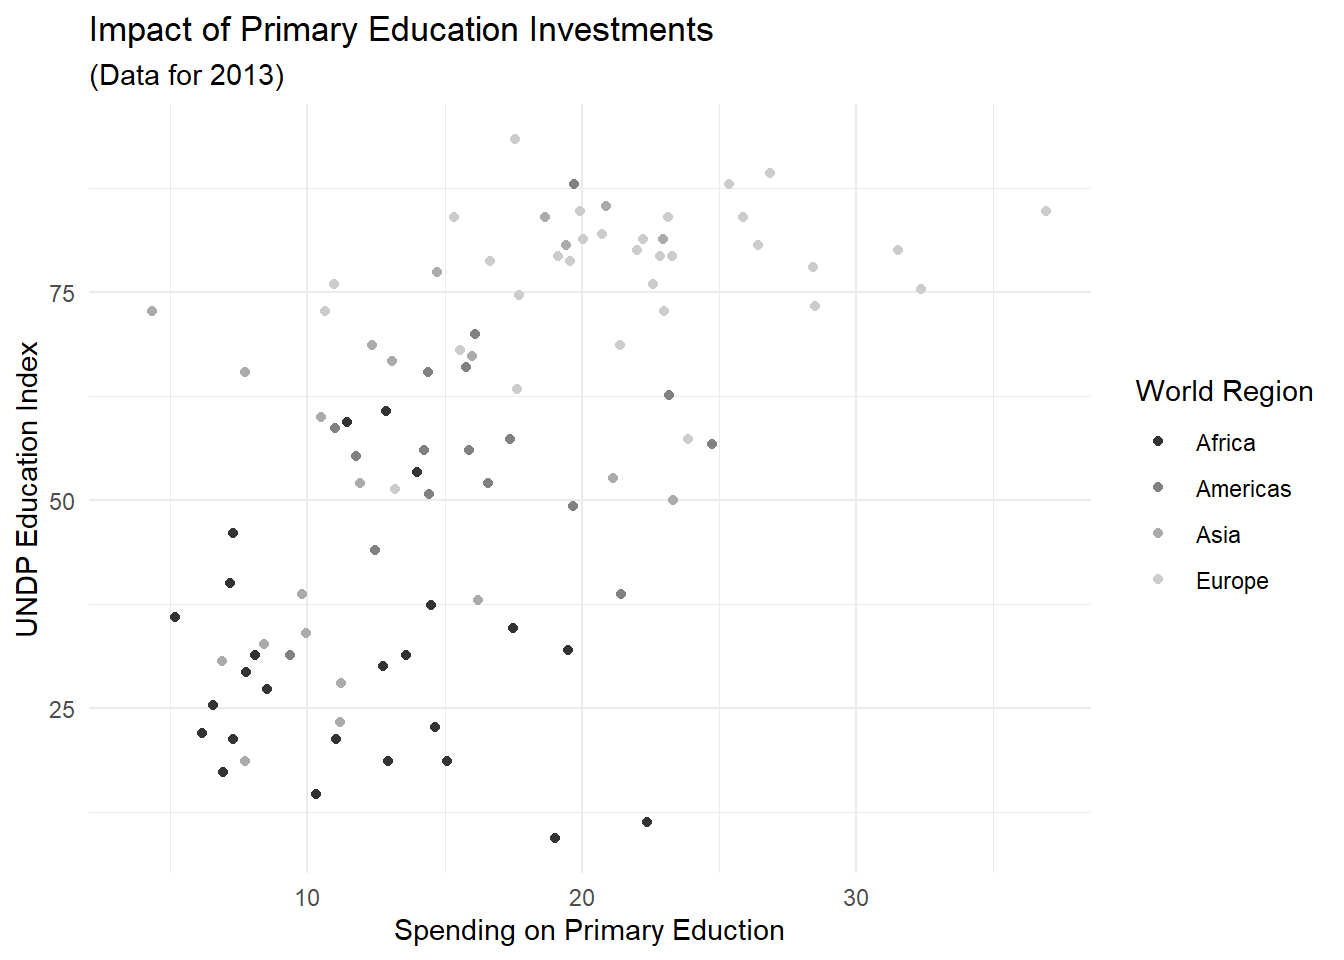 Impact of Primary Education Investments
(Data for 2013)
75
50
25
UNDP Education Index
10 20 30
Spending on Primary Eduction
World Region
Africa
Americas
Asia
Europe